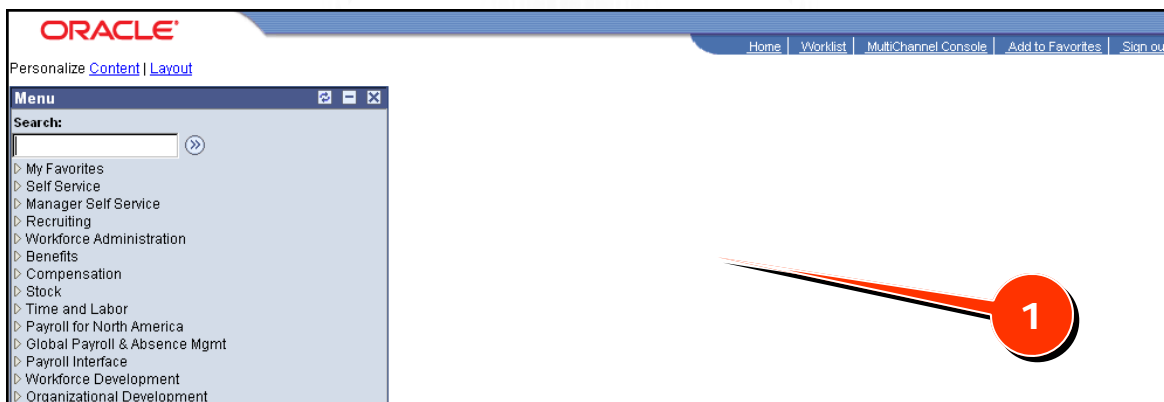 ORACLE®
Home | Worklist | MultiChannel Console | Add to Favorites | Sign ou
Personalize Content | Layout
Menu
Search:
My Favorites
Self Service
Manager Self Service
Recruiting
Workforce Administration
Benefits
Compensation
Stock
Time and Labor
Payroll for North America
Global Payroll & Absence Mgmt
Payroll Interface
Workforce Development
Organizational Development
1